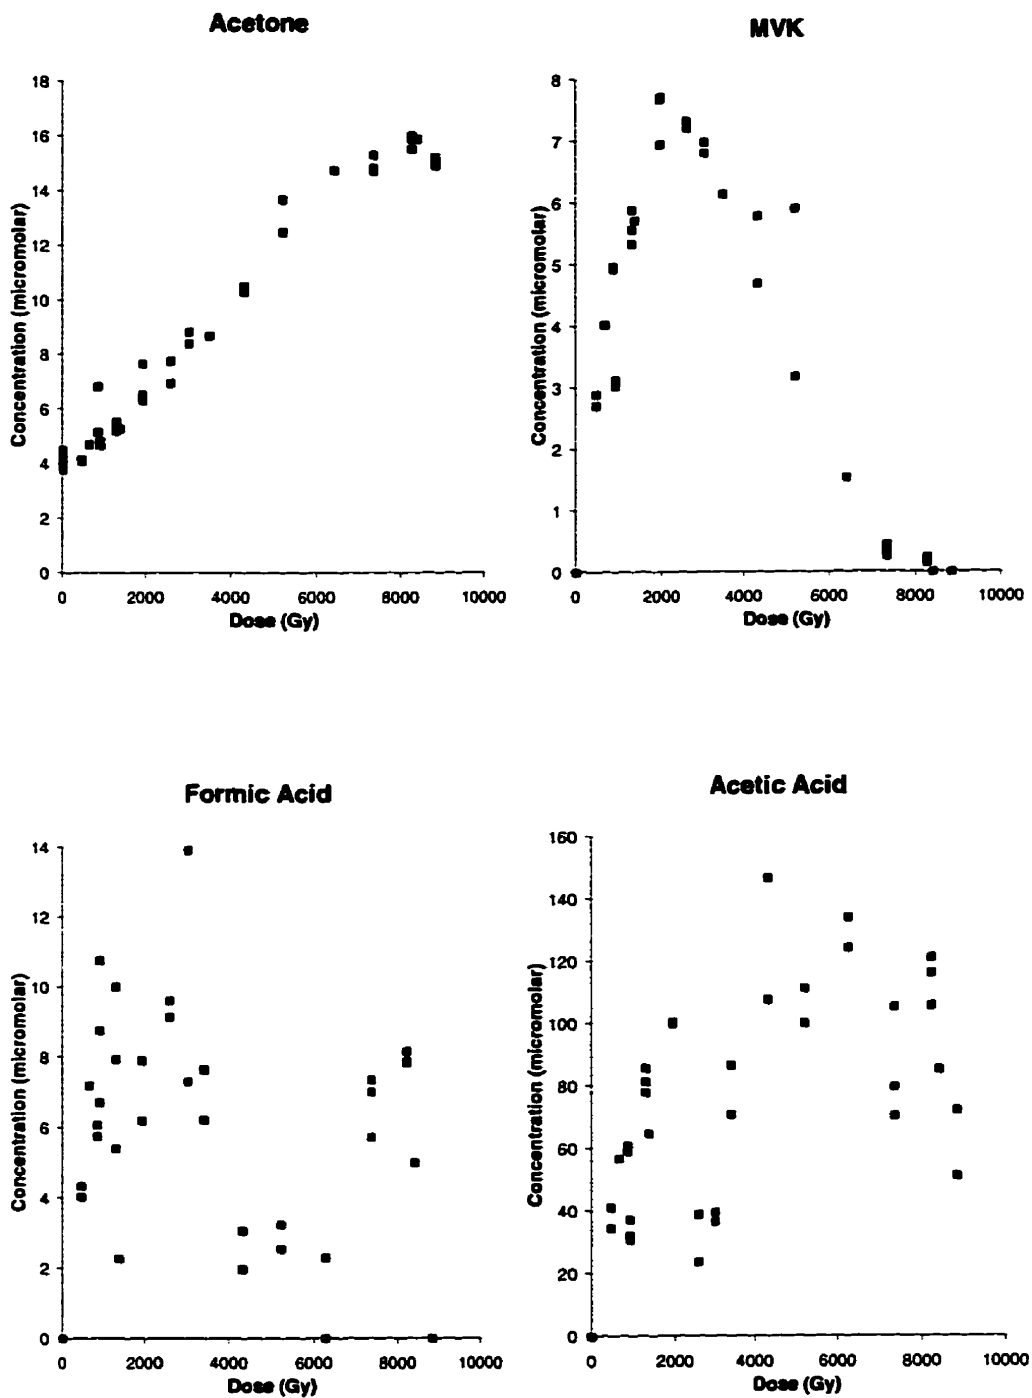 Acetone
MVK
Concentration (micromolar)
18
16
14
12
10
8
6
4
2
0
0 2000 4000 6000 8000 10000
Dose (Gy)
Concentration (micromolar)
8
7
6
5
4
3
2
1
0
0 2000 4000 6000 8000 10000
Dose (Gy)
Formic Acid
Acetic Acid
Concentration (micromolar)
14
12
10
8
6
4
2
0
0 2000 4000 6000 8000 10000
Dose (Gy)
Concentration (micromolar)
160
140
120
100
80
60
40
20
0
0 2000 4000 6000 8000 10000
Dose (Gy)